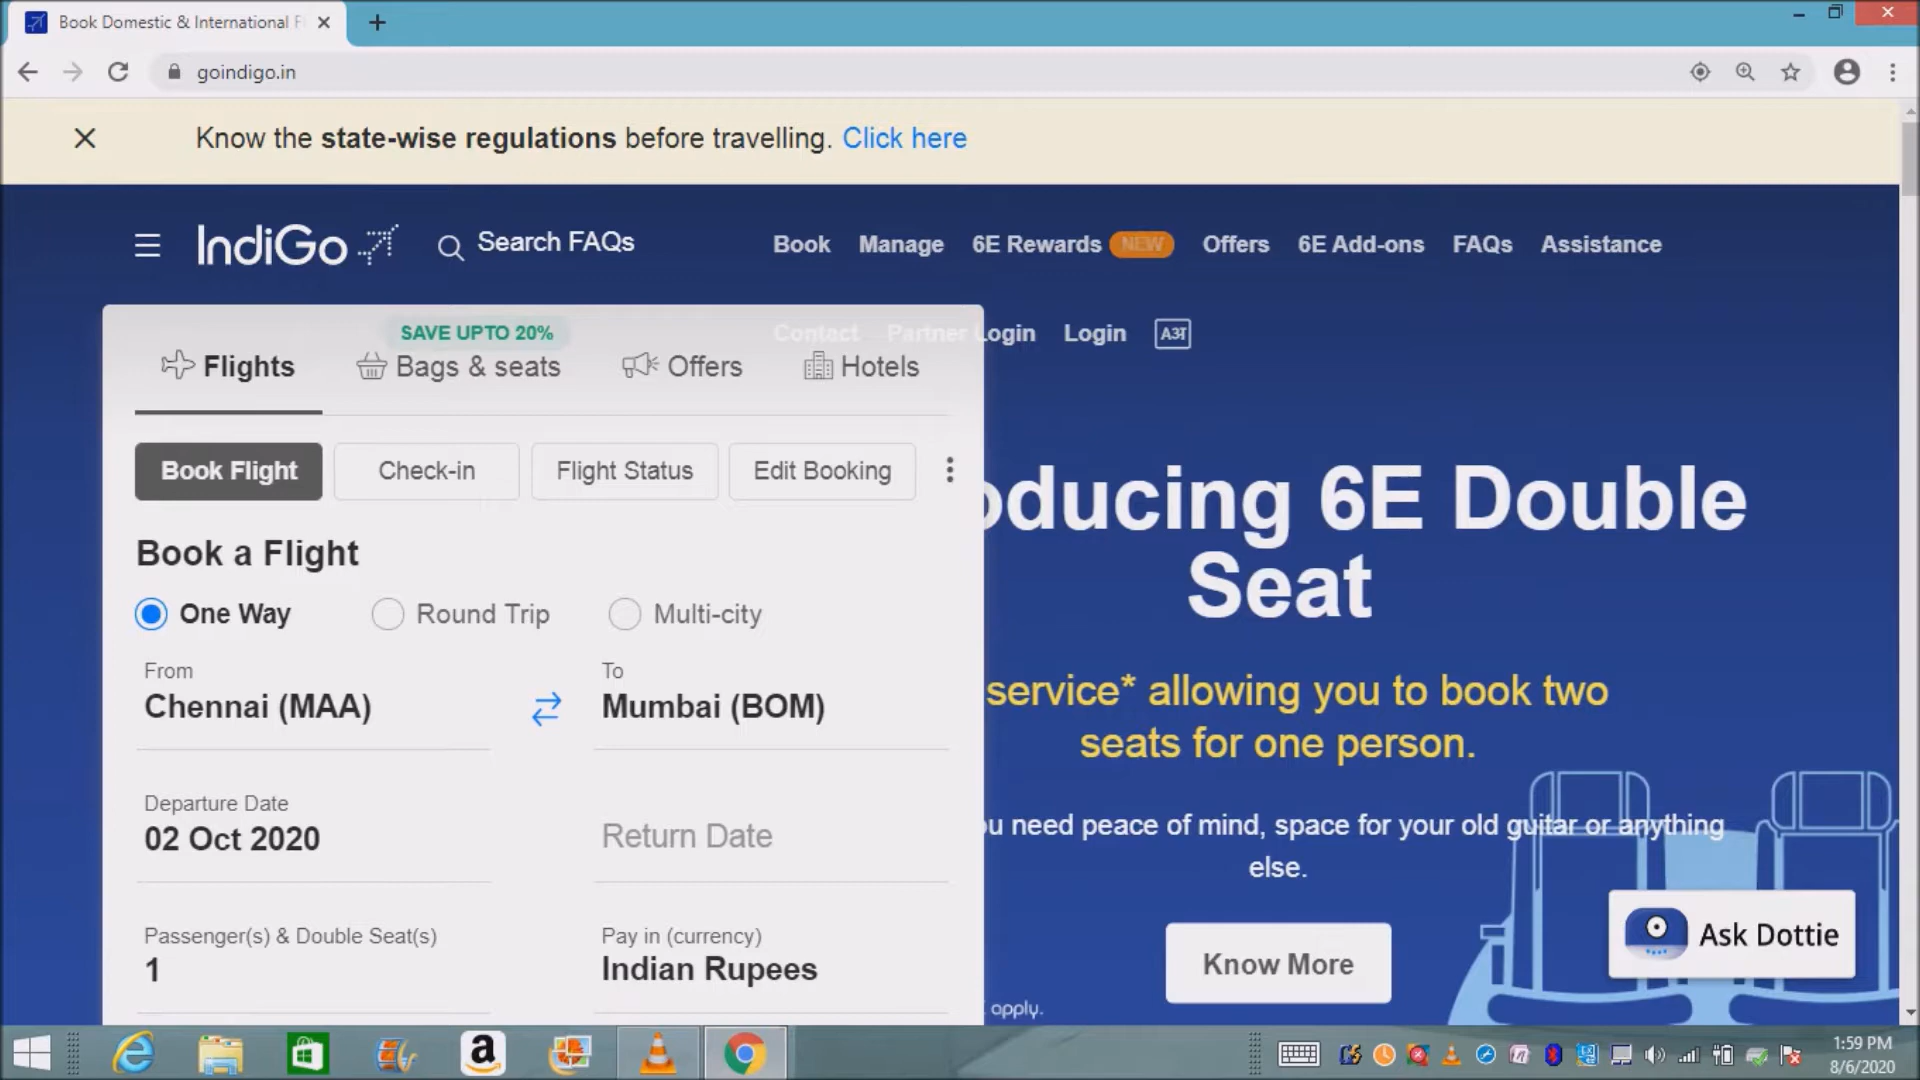 Book Domestic & International F
goindigo.in
Know the state-wise regulations before travelling. Click here
IndiGo
Search FAQs
Book Manage 6E Rewards NEW Offers 6E Add-ons FAQs Assistance
Contact Partner Login Login
SAVE UPTO 20%
Flights Bags & seats Offers Hotels
Book Flight Check-in Flight Status Edit Booking
Book a Flight
One Way Round Trip Multi-city
From
Chennai (MAA)
To
Mumbai (BOM)
Departure Date
02 Oct 2020
Return Date
Passenger(s) & Double Seat(s)
1
Pay in (currency)
Indian Rupees
oducing 6E Double
Seat
service* allowing you to book two
seats for one person.
u need peace of mind, space for your old guitar or anything
else.
Know More
apply.
Ask Dottie
1:59 PM
8/6/2020